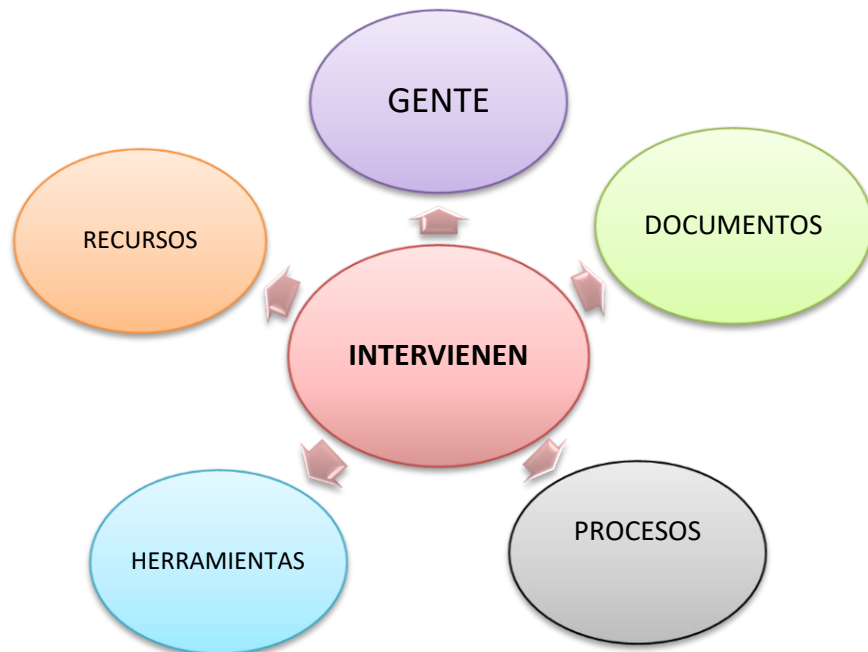 GENTE
RECURSOS
DOCUMENTOS
INTERVIENEN
HERRAMIENTAS
PROCESOS